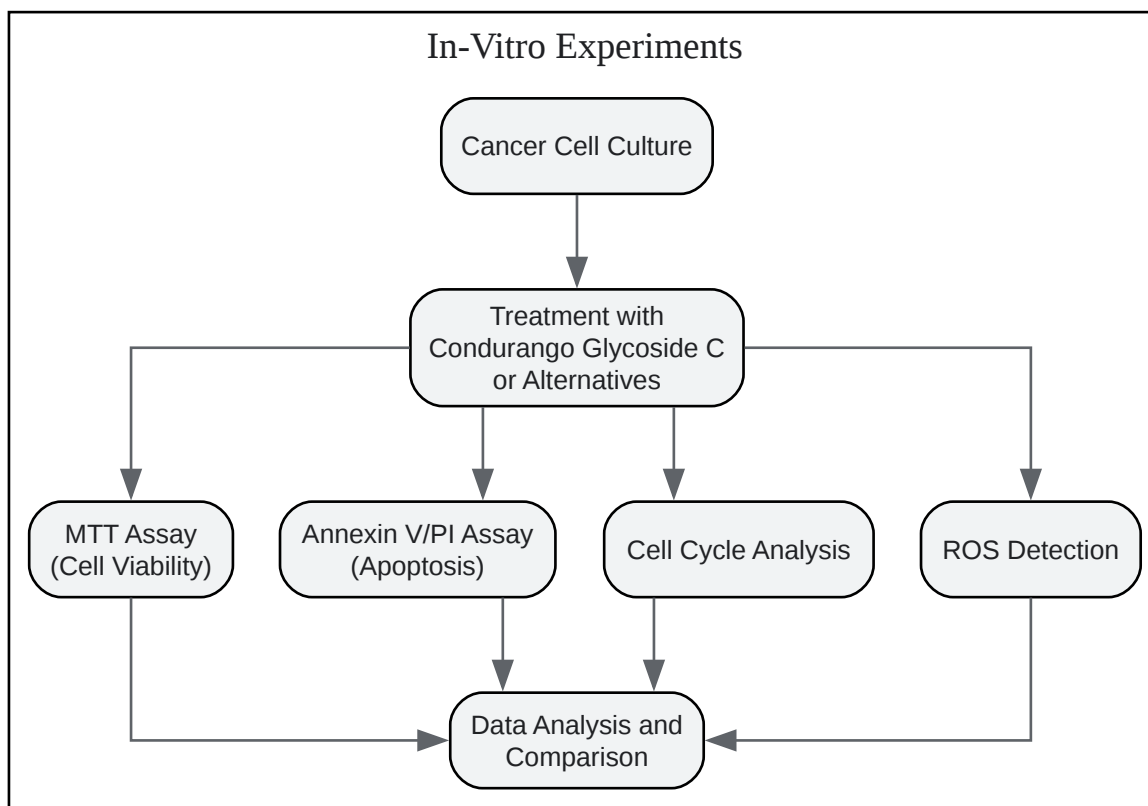 In-Vitro Experiments
Cancer Cell Culture
Treatment with
Condurango Glycoside C
or Alternatives
MTT Assay
(Cell Viability)
Annexin V/PI Assay
(Apoptosis)
Cell Cycle Analysis
ROS Detection
Data Analysis and
Comparison